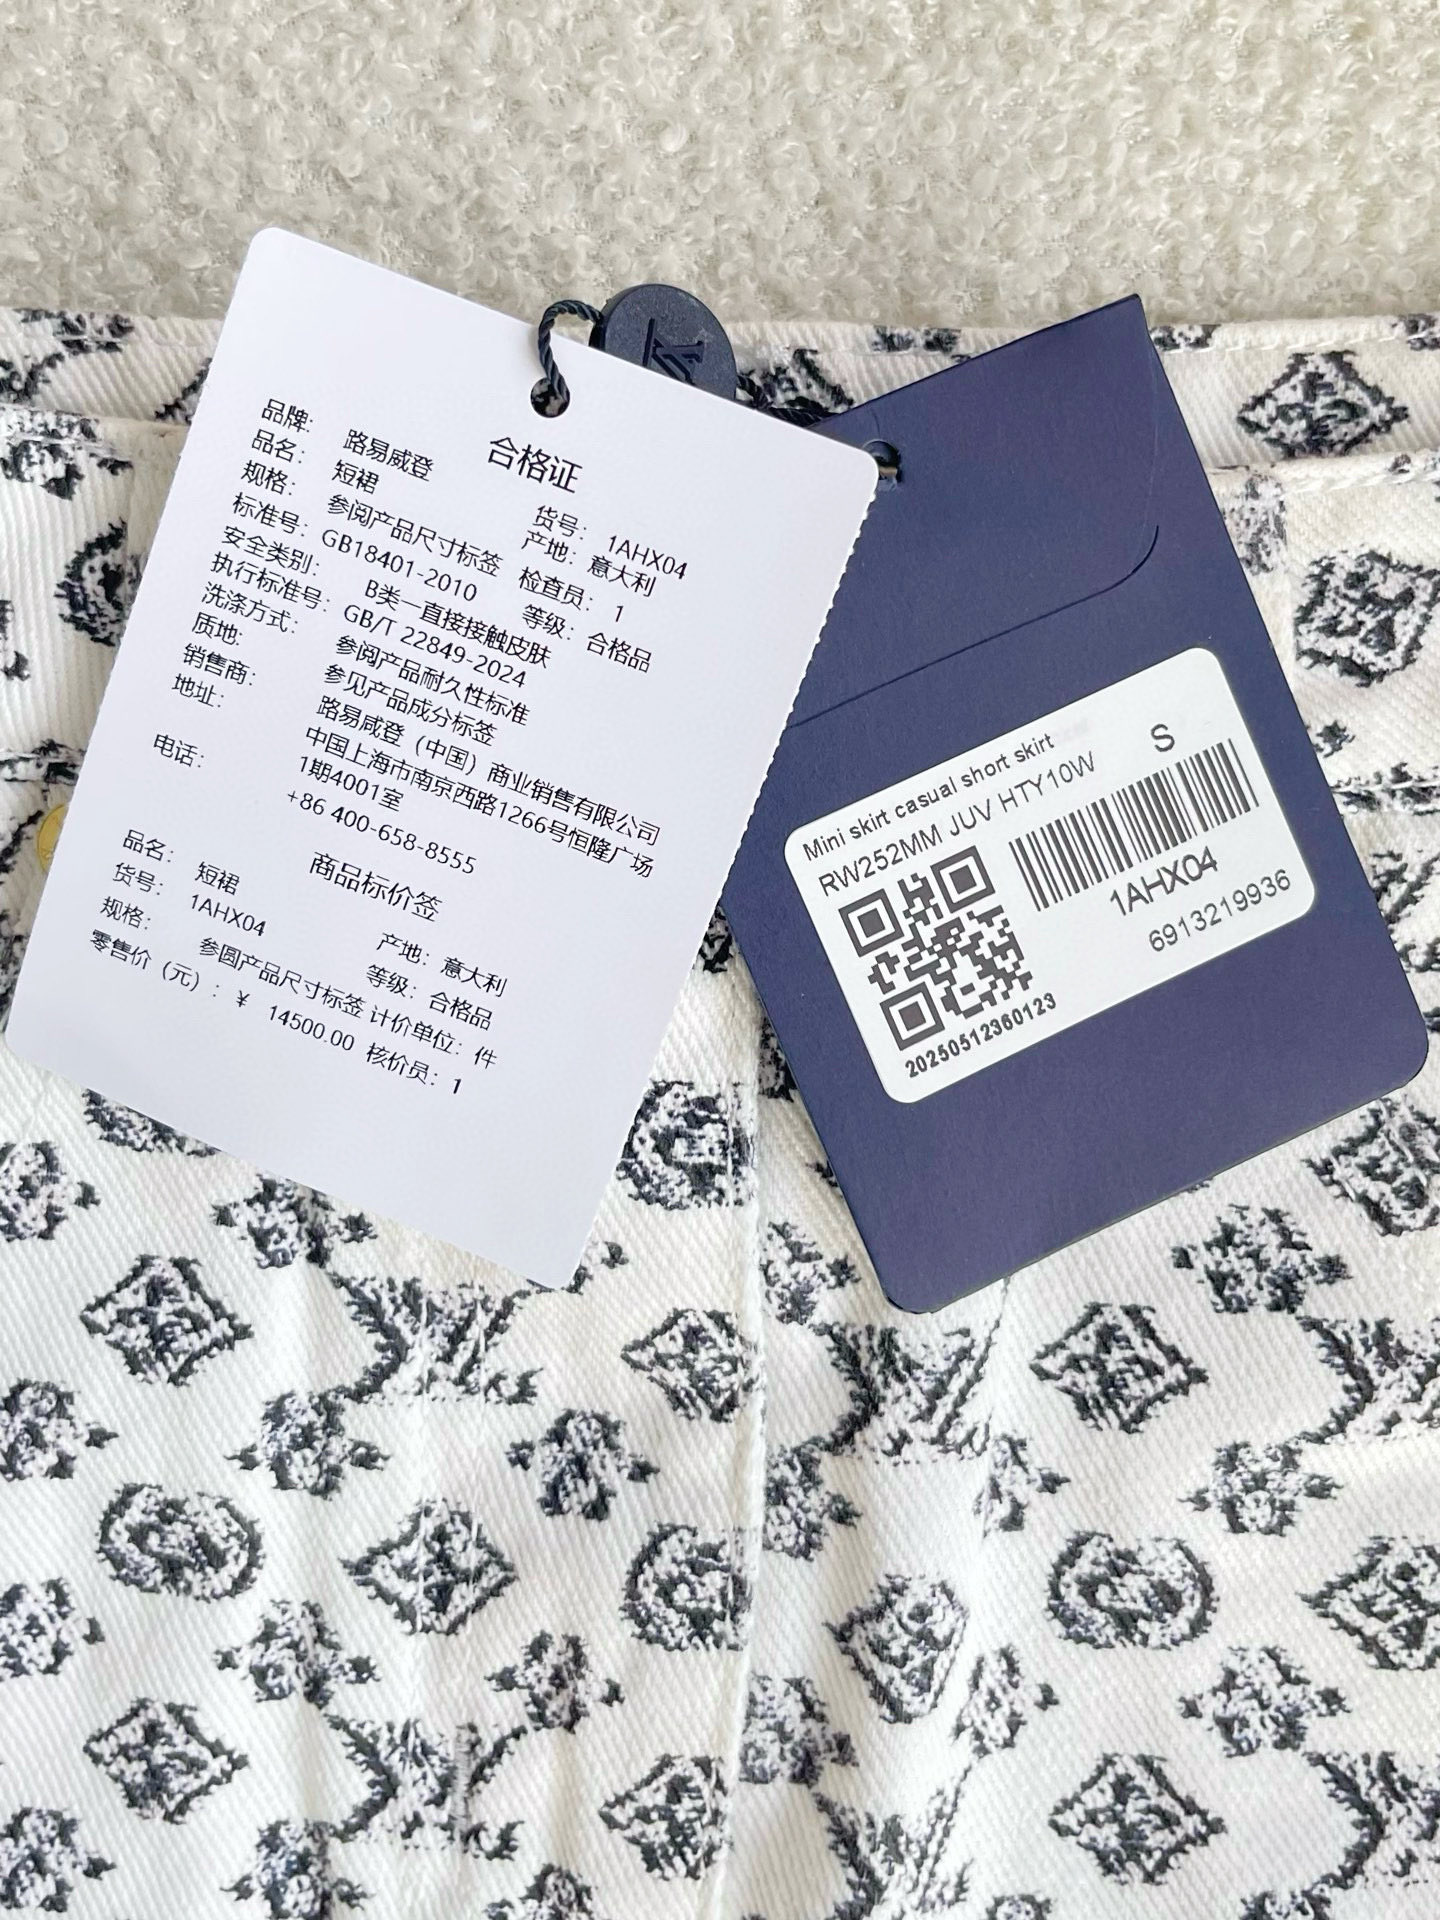 合格证
品牌: 路易威登
品名: 短裙 货号: 1AHX04
规格: 参阅产品尺寸标签 产地: 意大利
标准号: GB18401-2010 检查员: 1
安全类别: B类一直接接触皮肤 等级: 合格品
执行标准号: GB/T 22849-2024
洗涤方式: 参阅产品耐久性标准
质地: 参见产品成分标签
销售商: 路易威登（中国）商业销售有限公司
地址: 中国上海市南京西路1266号恒隆广场
1期4001室
电话: +86 400-658-8555
商品标价签
品名: 短裙
货号: 1AHX04 产地: 意大利
规格: 参圆产品尺寸标签 等级: 合格品
计价单位: 件
零售价（元）: ¥ 14500.00 核价员: 1
Mini skirt casual short skirt
RW252MM JUV HTY10W S
1AHX04
6913219936
20250512360123